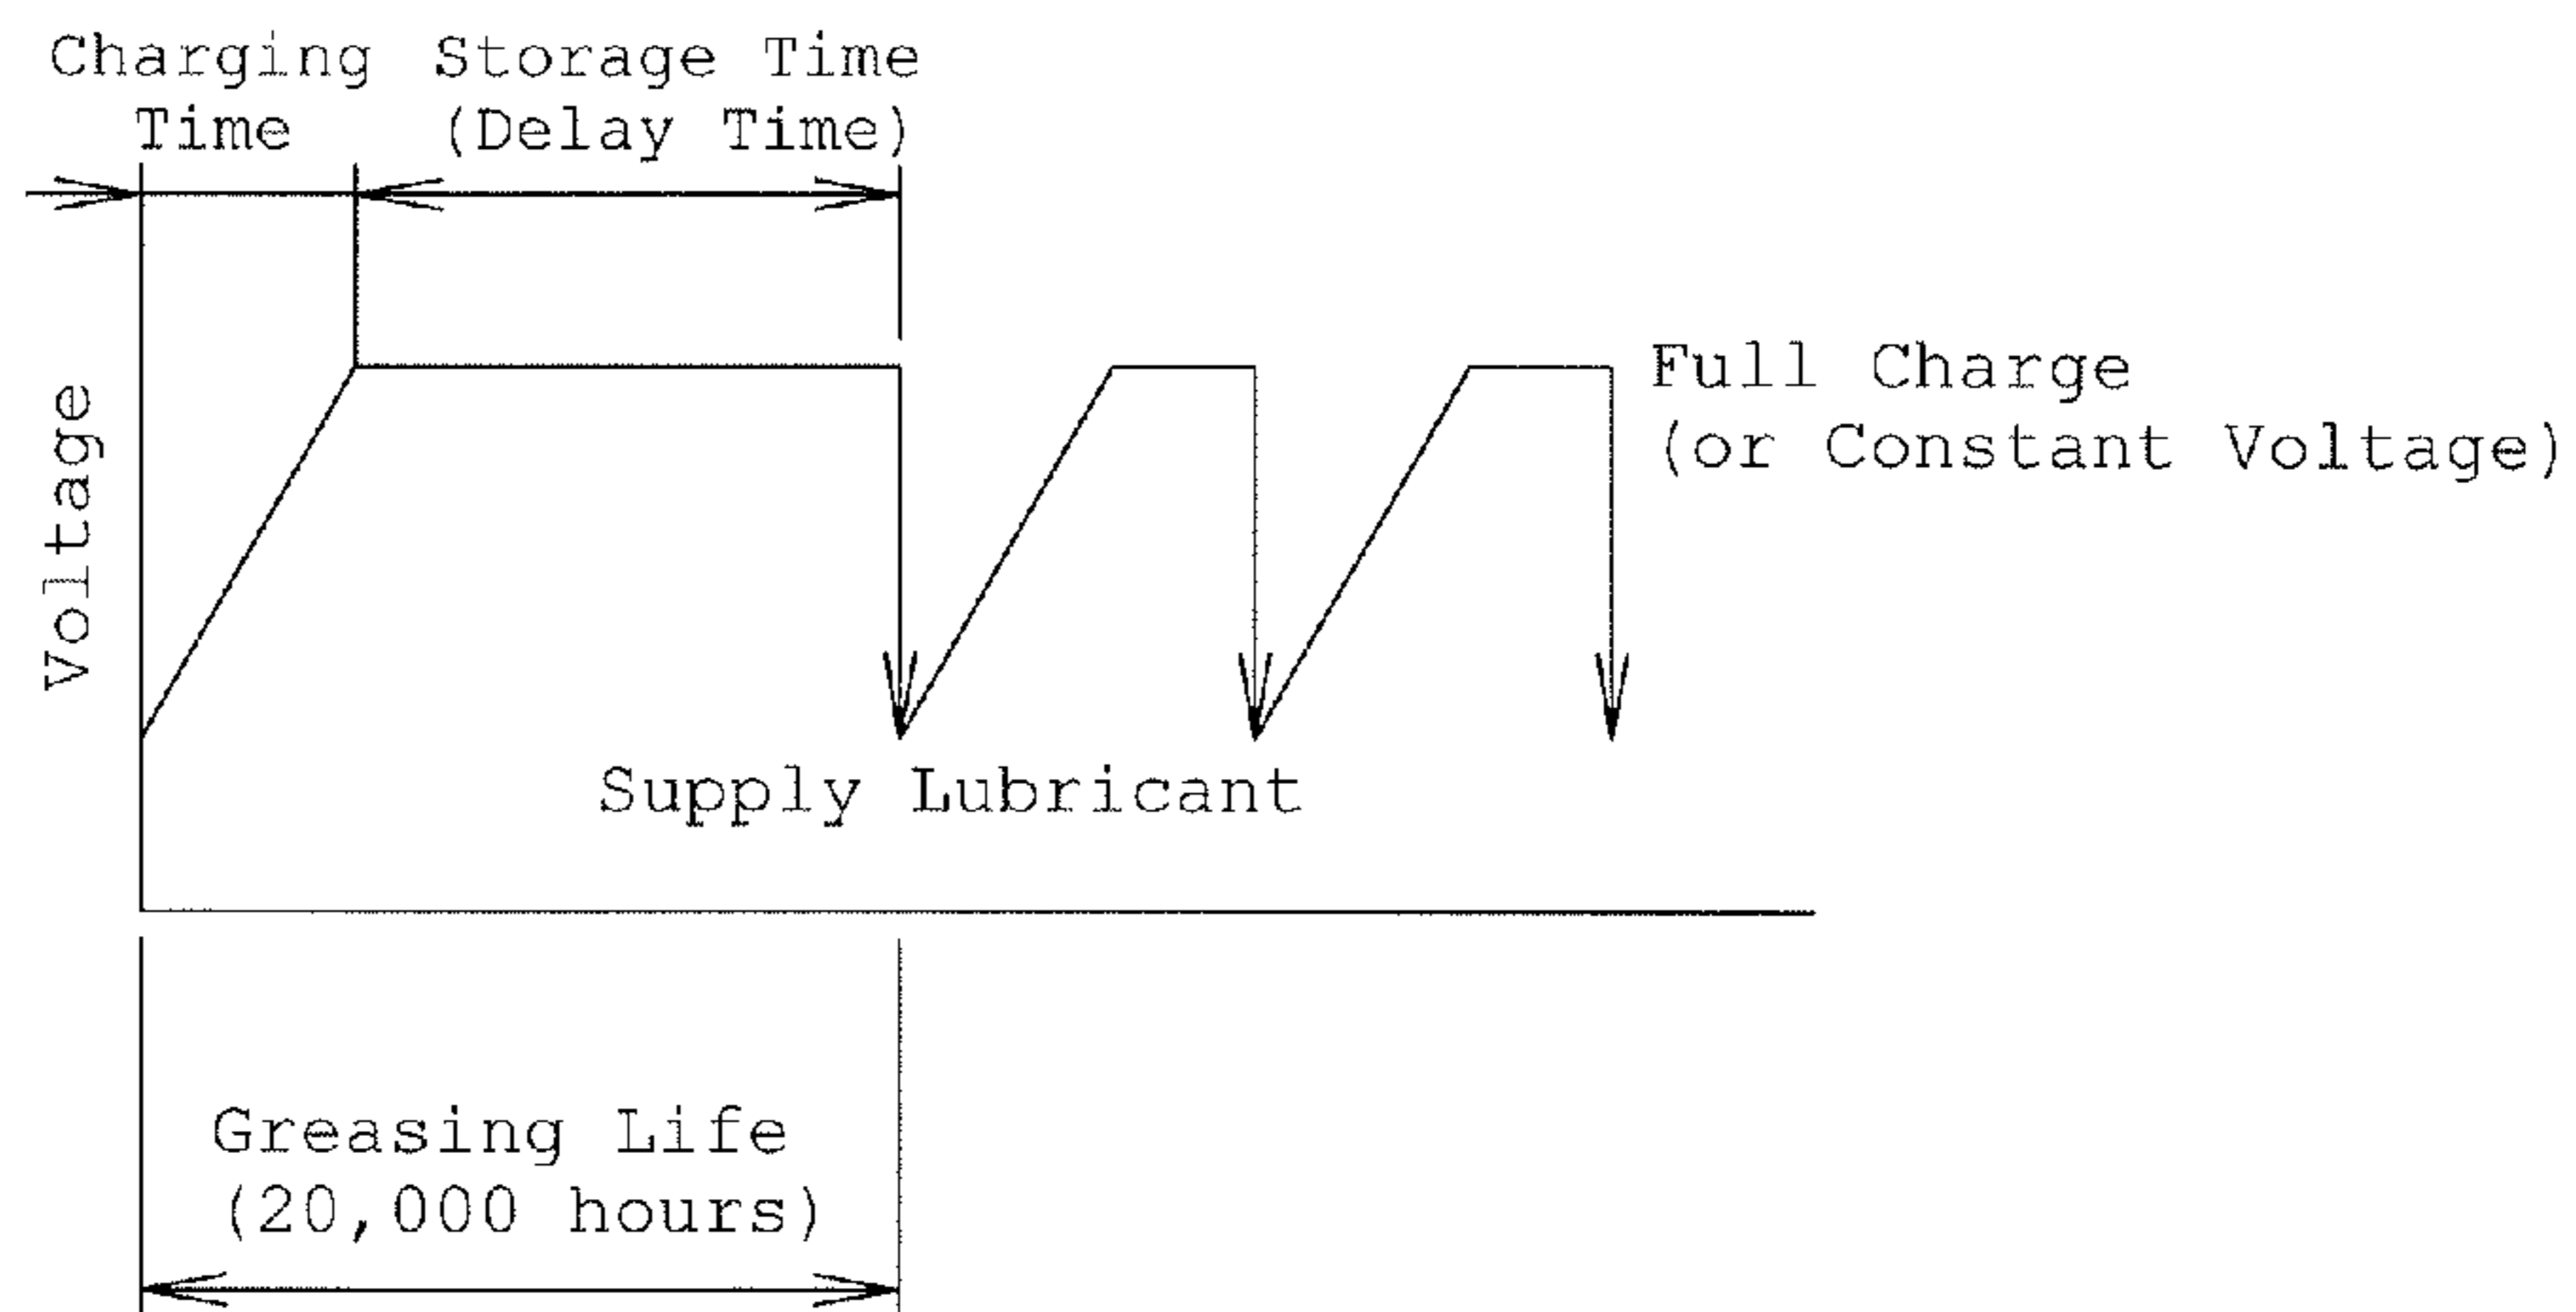 Charging Time
Storage Time
(Delay Time)
Voltage
Full Charge
(or Constant Voltage)
Supply Lubricant
Greasing Life
(20,000 hours)